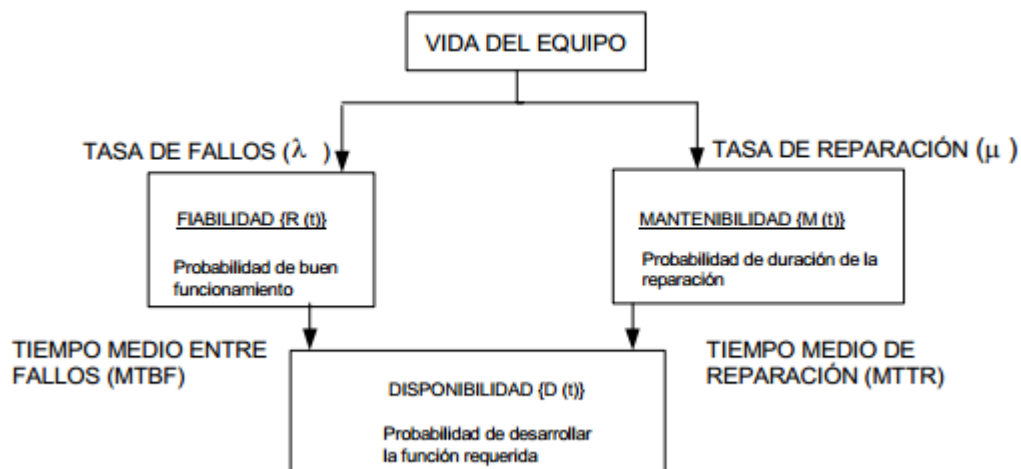 VIDA DEL EQUIPO
TASA DE FALLOS (λ )
TASA DE REPARACIÓN (μ )
FIABILIDAD {R (t)}
Probabilidad de buen
funcionamiento
MANTENIBILIDAD {M (t)}
Probabilidad de duración de la
reparación
TIEMPO MEDIO ENTRE
FALLOS (MTBF)
TIEMPO MEDIO DE
REPARACIÓN (MTTR)
DISPONIBILIDAD {D (t)}
Probabilidad de desarrollar
la función requerida